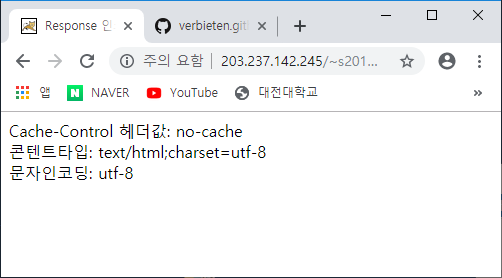 Response 인
verbieten.gith
주의 요함
203.237.142.245/~s201...
앱
NAVER
YouTube
대전대학교
Cache-Control 헤더값: no-cache
콘텐트타입: text/html;charset=utf-8
문자인코딩: utf-8